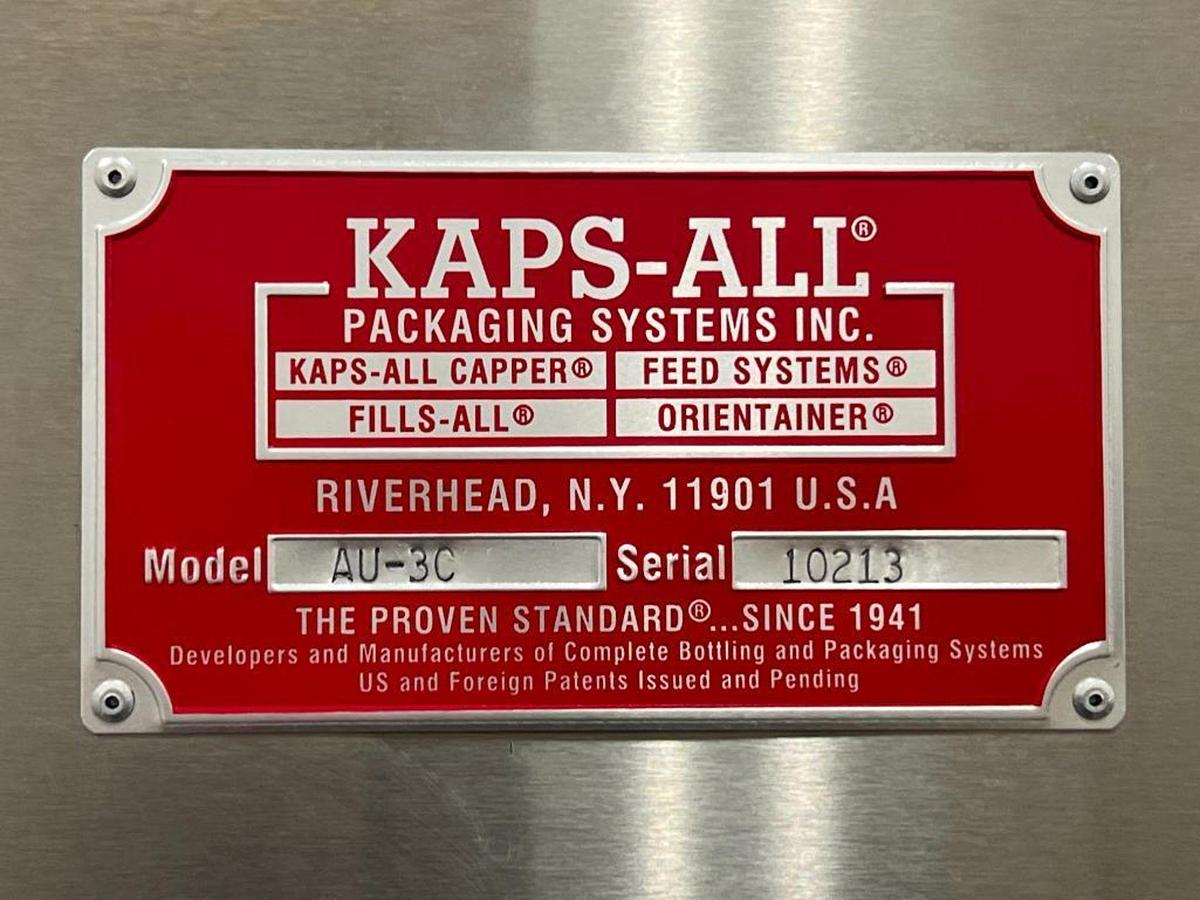 KAPS-ALL®
PACKAGING SYSTEMS INC.
KAPS-ALL CAPPER® FEED SYSTEMS®
FILLS-ALL® ORIENTAINER®
RIVERHEAD, N.Y. 11901 U.S.A
Model AU-3C Serial 10213
THE PROVEN STANDARD®...SINCE 1941
Developers and Manufacturers of Complete Bottling and Packaging Systems
US and Foreign Patents Issued and Pending